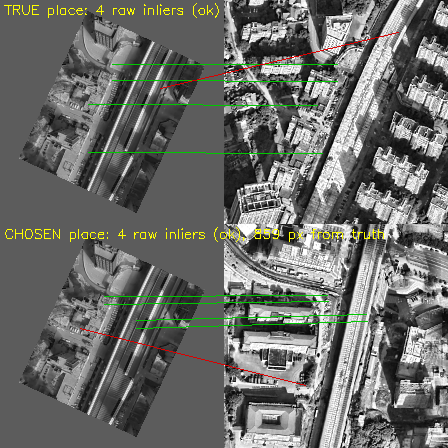 TRUE place: 4 raw inliers (ok)
CHOSEN place: 4 raw inliers (ok), 359 px from truth